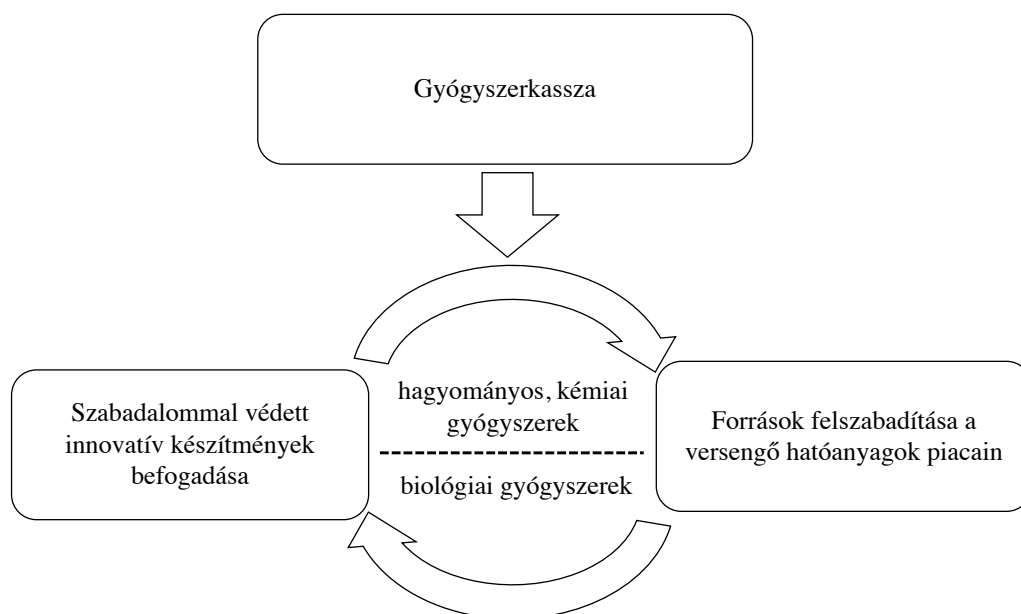 Gyógyszerkassza
Szabadalommal védett
innovatív készítmények
befogadása
hagyományos, kémiai
gyógyszerek
biológiai gyógyszerek
Források felszabadítása a
versengő hatóanyagok piacain